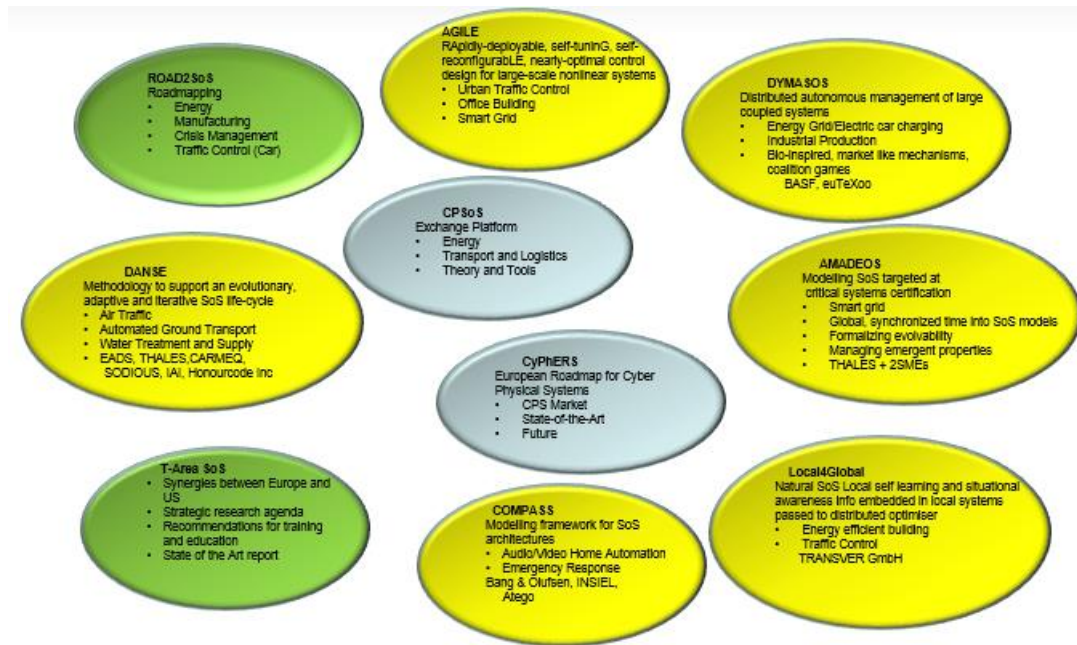 AGILE
RApidly-deployable, self-tuninG, self-
reconfigurabLE, nearly-optimal control
design for large-scale nonlinear systems
• Urban Traffic Control
• Office Building
• Smart Grid
ROAD2SoS
Roadmapping
• Energy
• Manufacturing
• Crisis Management
• Traffic Control (Car)
DYMASOS
Distributed autonomous management of large
coupled systems
• Energy Grid/Electric car charging
• Industrial Production
• Bio-inspired, market like mechanisms,
coalition games
BASF, euTeXoo
CPSoS
Exchange Platform
• Energy
• Transport and Logistics
• Theory and Tools
DANSE
Methodology to support an evolutionary,
adaptive and iterative SoS life-cycle
• Air Traffic
• Automated Ground Transport
• Water Treatment and Supply
• EADS, THALES,CARMEQ,
SODIOUS, IAI, Honourcode Inc
AMADEOS
Modelling SoS targeted at
critical systems certification
• Smart grid
• Global, synchronized time into SoS models
• Formalizing evolvability
• Managing emergent properties
• THALES + 2SMEs
CyPhERS
European Roadmap for Cyber
Physical Systems
• CPS Market
• State-of-the-Art
• Future
T-Area SoS
• Synergies between Europe and
US
• Strategic research agenda
• Recommendations for training
and education
• State of the Art report
COMPASS
Modelling framework for SoS
architectures
• Audio/Video Home Automation
• Emergency Response
Bang & Olufsen, INSIEL,
Atego
Local4Global
Natural SoS Local self learning and situational
awareness info embedded in local systems
passed to distributed optimiser
• Energy efficient building
• Traffic Control
TRANSVER GmbH